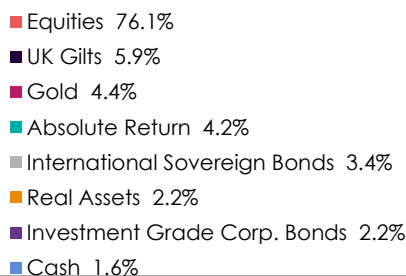 Equities 76.1%
UK Gilts 5.9%
Gold 4.4%
Absolute Return 4.2%
International Sovereign Bonds 3.4%
Real Assets 2.2%
Investment Grade Corp. Bonds 2.2%
Cash 1.6%